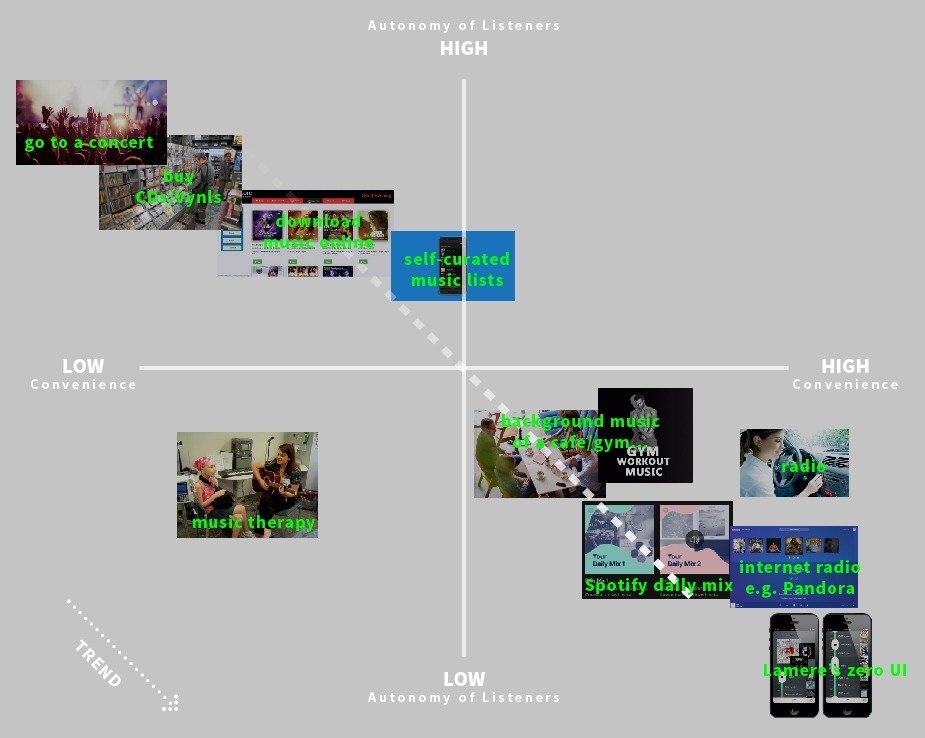 Autonomy of Listeners
HIGH
go to a concert
buy
CDs/Vynls
download
music online
self-curated
music lists
LOW
Convenience
HIGH
Convenience
background music
of a cafe/gym...
GYM
WORKOUT
MUSIC
radio
music therapy
Your
Daily Mix 1
Your
Daily Mix 2
Spotify daily mix
internet radio
e.g. Pandora
TREND
Lamere's zero UI
LOW
Autonomy of Listeners